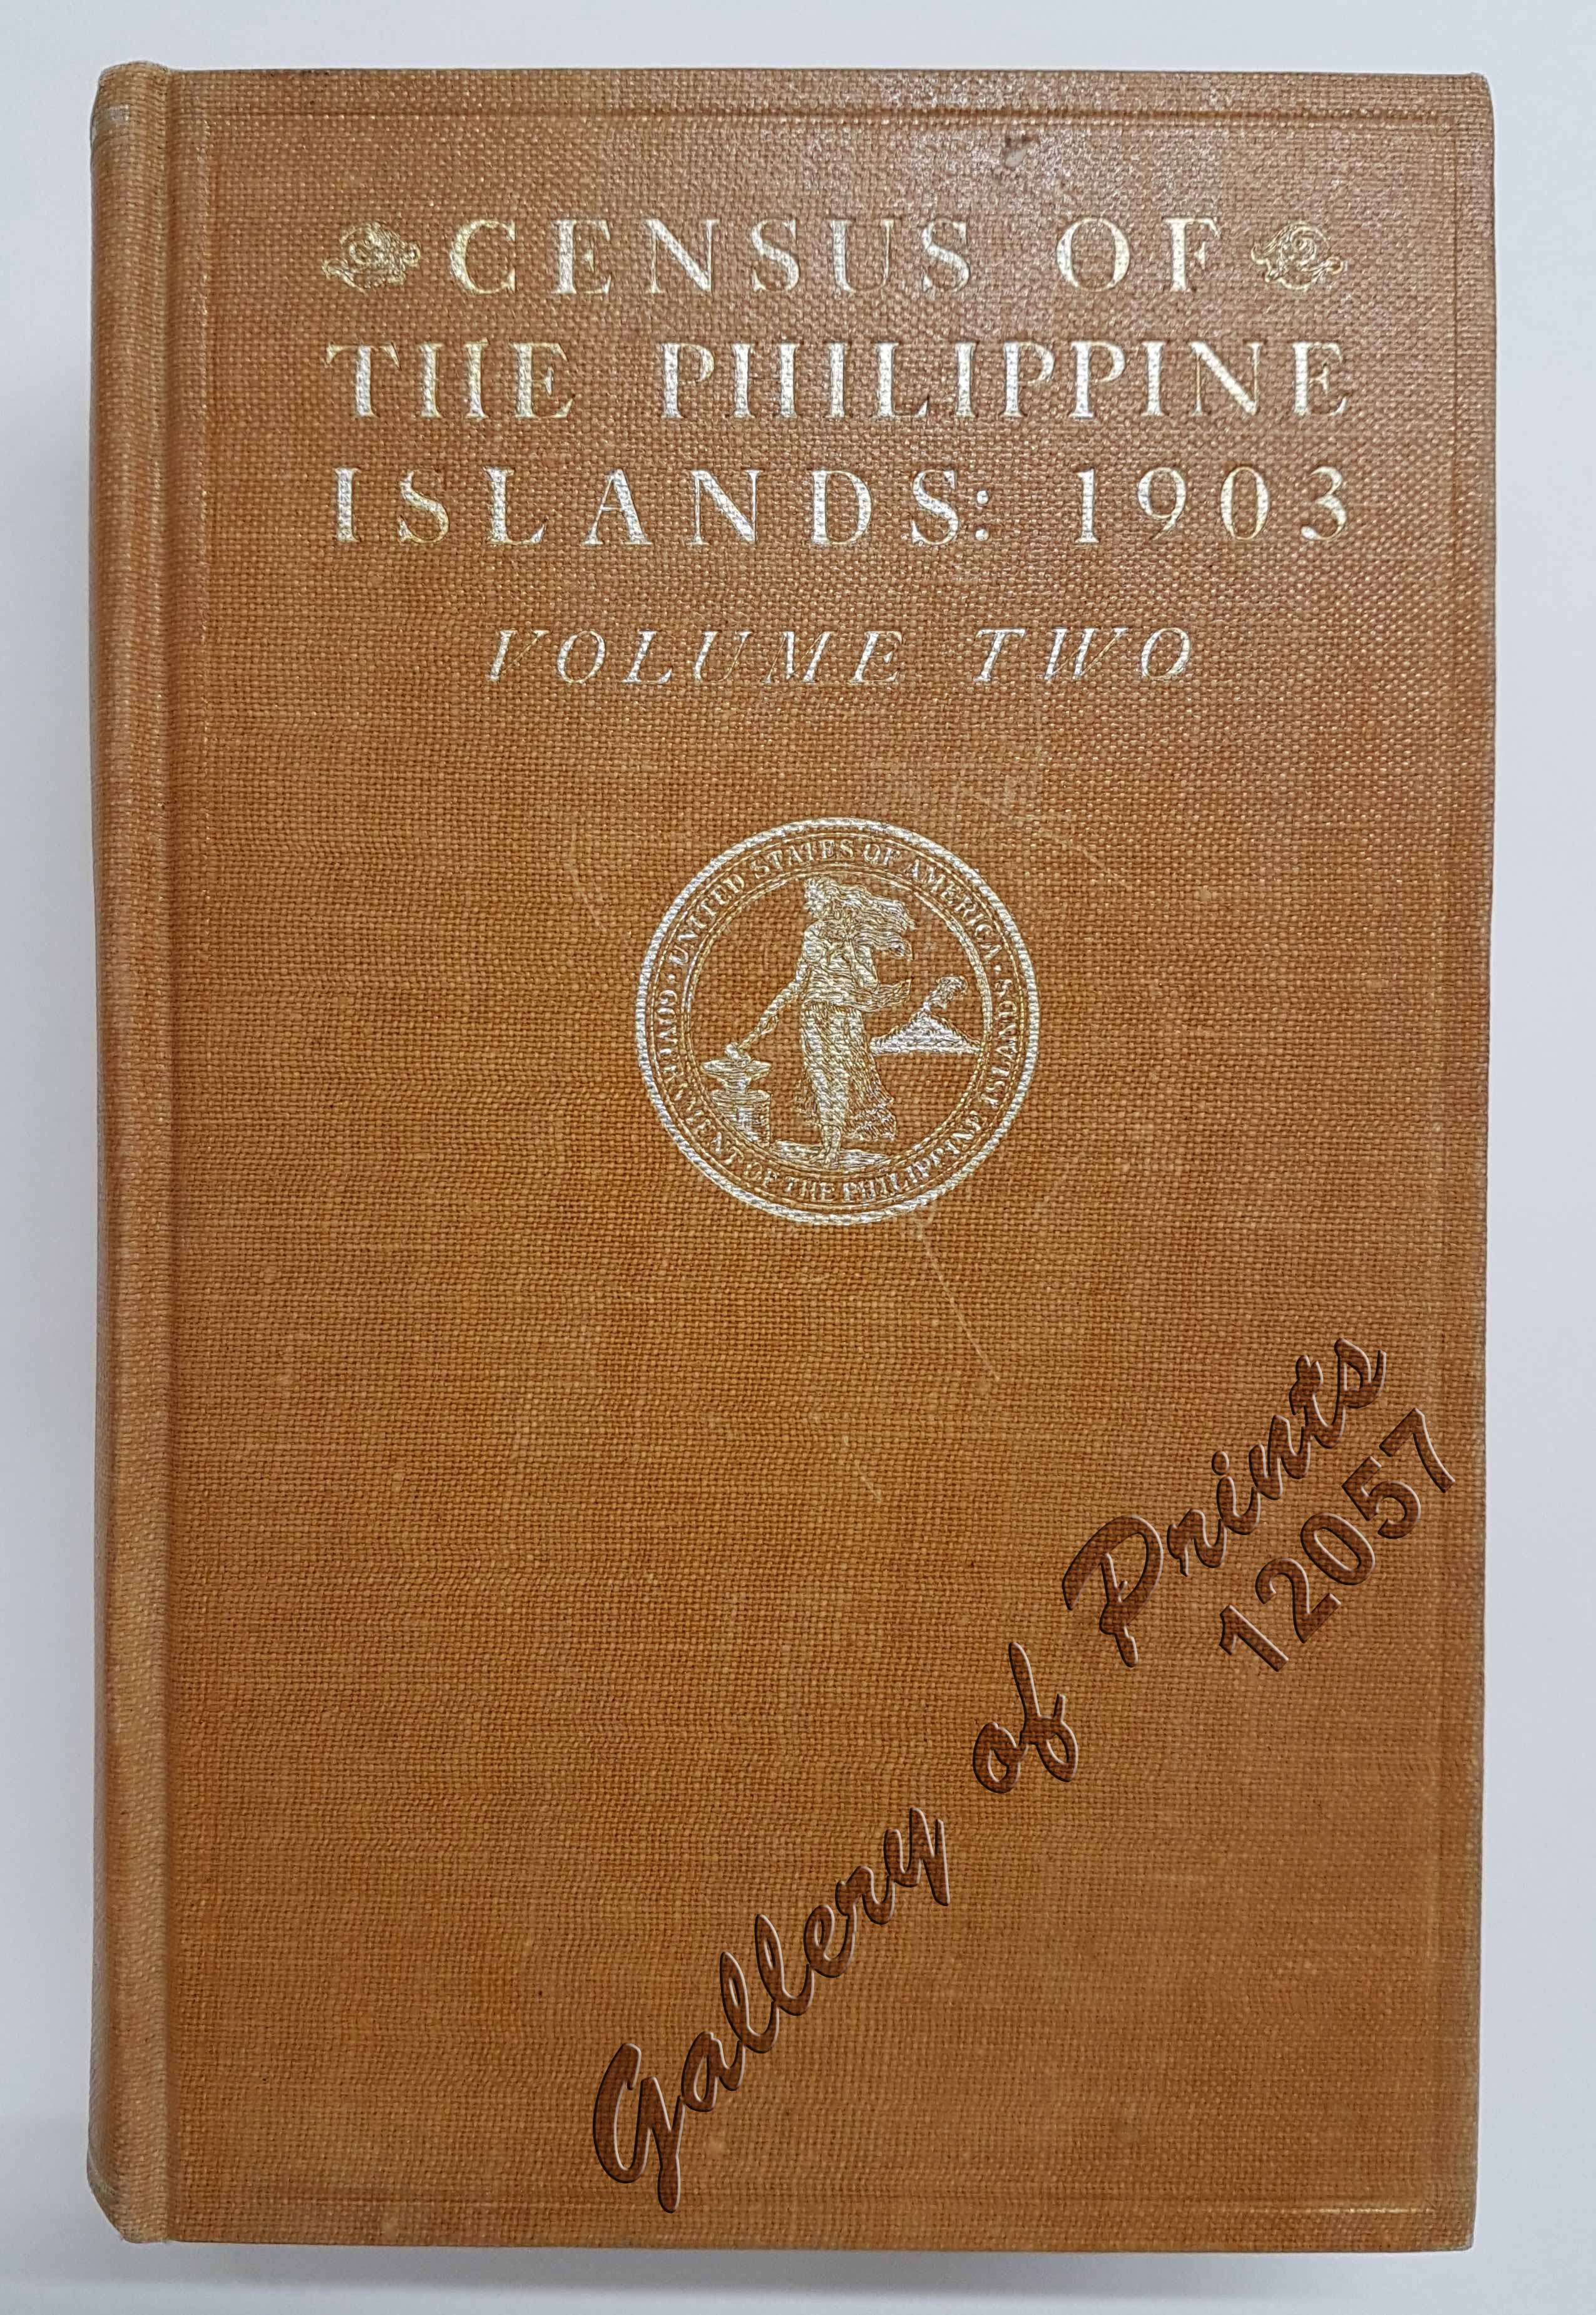 CENSUS OF
THE PHILIPPINE
ISLANDS: 1903
VOLUME TWO
UNITED STATES OF AMERICA ·
GOVERNMENT OF THE PHILIPPINE ISLANDS ·
Gallery of Prints
12057